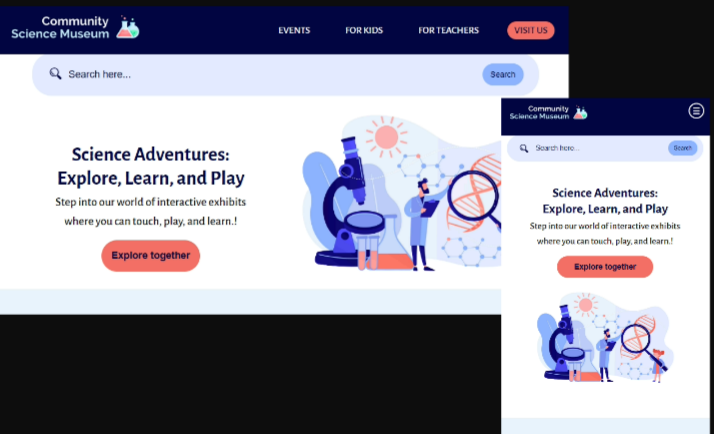 Community
Science Museum
EVENTS
FOR KIDS
FOR TEACHERS
VISIT US
Search here...
Search
Science Adventures:
Explore, Learn, and Play
Step into our world of interactive exhibits
where you can touch, play, and learn.!
Explore together
Community
Science Museum
Search here...
Search
Science Adventures:
Explore, Learn, and Play
Step into our world of interactive exhibits
where you can touch, play, and learn.!
Explore together